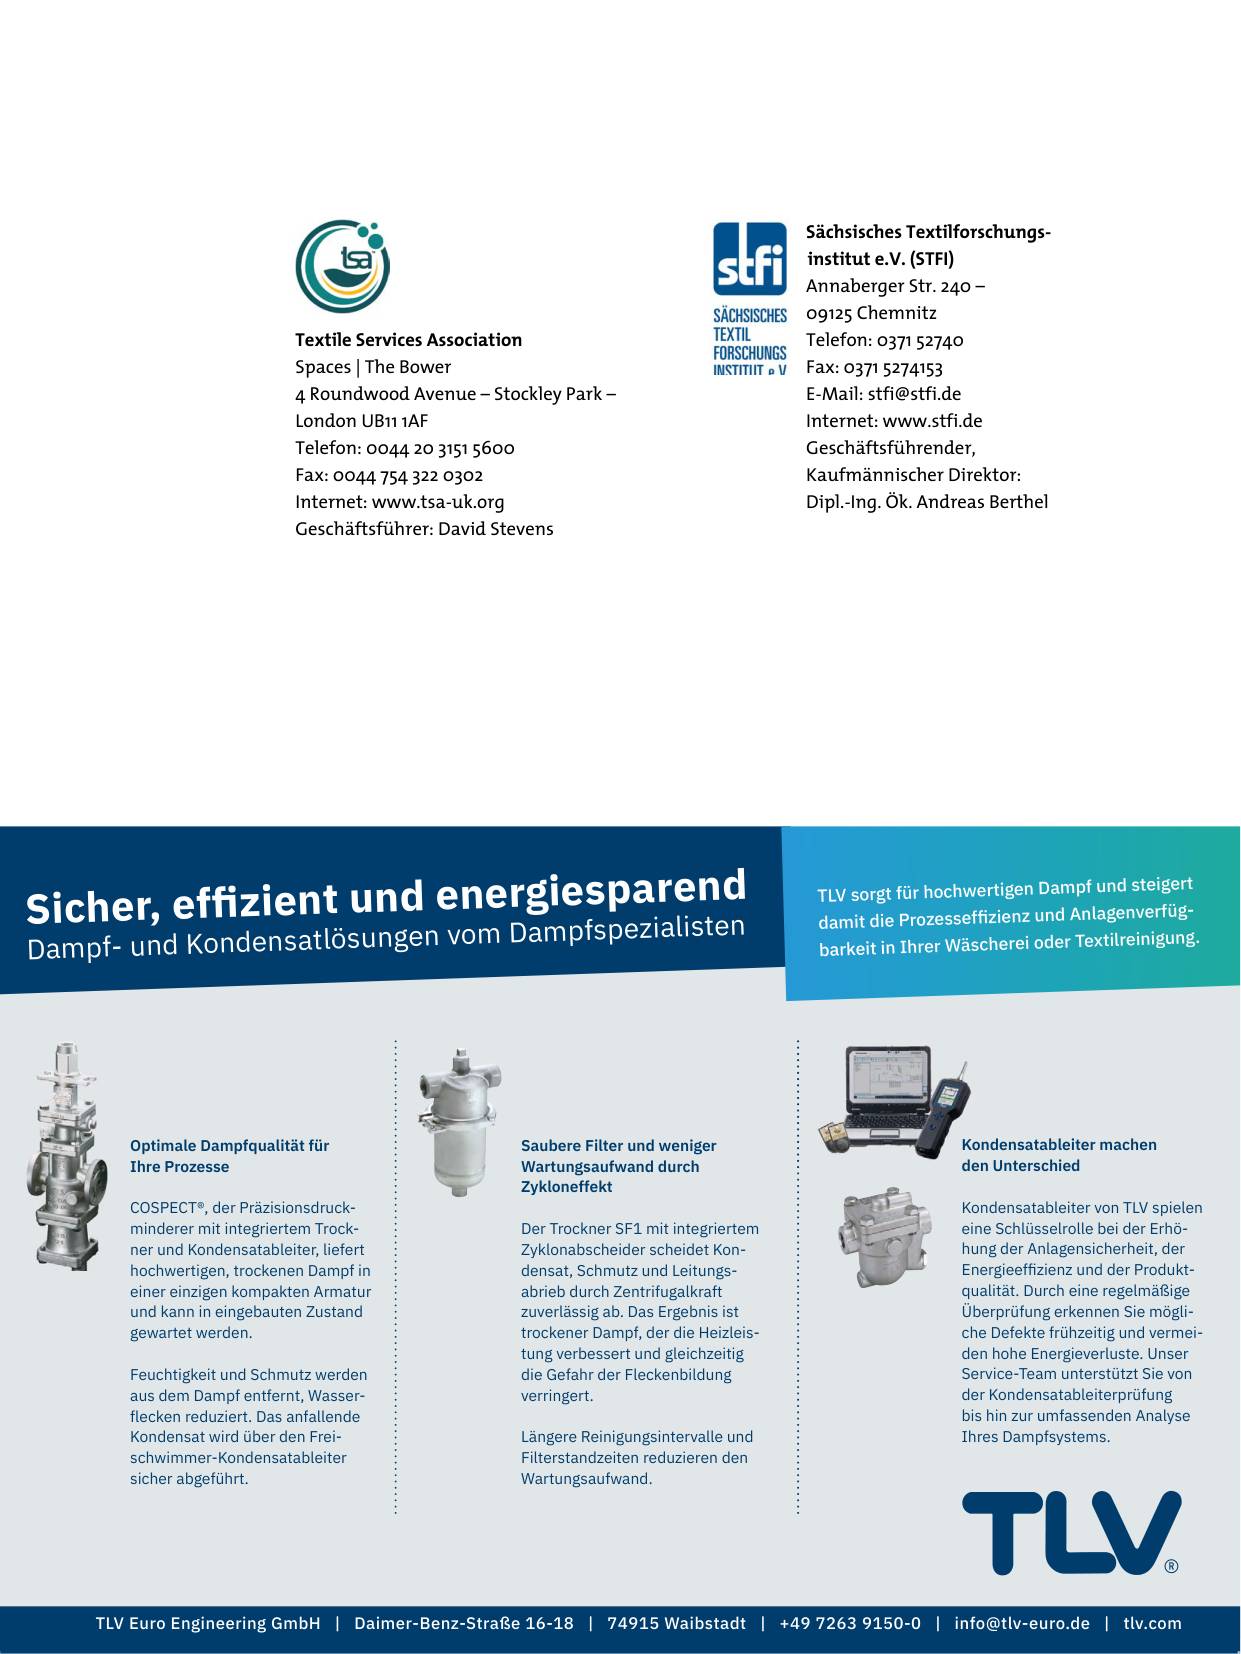 tsa
Textile Services Association
Spaces | The Bower
4 Roundwood Avenue – Stockley Park –
London UB11 1AF
Telefon: 0044 20 3151 5600
Fax: 0044 754 322 0302
Internet: www.tsa-uk.org
Geschäftsführer: David Stevens
stfi
SÄCHSISCHES
TEXTIL
FORSCHUNGS
INSTITUT e.V
Sächsisches Textilforschungs-
institut e.V. (STFI)
Annaberger Str. 240 –
09125 Chemnitz
Telefon: 0371 52740
Fax: 0371 5274153
E-Mail: stfi@stfi.de
Internet: www.stfi.de
Geschäftsführender,
Kaufmännischer Direktor:
Dipl.-Ing. Ök. Andreas Berthel
Sicher, effizient und energiesparend
Dampf- und Kondensatlösungen vom Dampfspezialisten
TLV sorgt für hochwertigen Dampf und steigert
damit die Prozesseffizienz und Anlagenverfüg-
barkeit in Ihrer Wäscherei oder Textilreinigung.
Optimale Dampfqualität für
Ihre Prozesse
COSPECT®, der Präzisionsdruck-
minderer mit integriertem Trock-
ner und Kondensatableiter, liefert
hochwertigen, trockenen Dampf in
einer einzigen kompakten Armatur
und kann in eingebauten Zustand
gewartet werden.
Feuchtigkeit und Schmutz werden
aus dem Dampf entfernt, Wasser-
flecken reduziert. Das anfallende
Kondensat wird über den Frei-
schwimmer-Kondensatableiter
sicher abgeführt.
Saubere Filter und weniger
Wartungsaufwand durch
Zykloneffekt
Der Trockner SF1 mit integriertem
Zyklonabscheider scheidet Kon-
densat, Schmutz und Leitungs-
abrieb durch Zentrifugalkraft
zuverlässig ab. Das Ergebnis ist
trockener Dampf, der die Heizleis-
tung verbessert und gleichzeitig
die Gefahr der Fleckenbildung
verringert.
Längere Reinigungsintervalle und
Filterstandzeiten reduzieren den
Wartungsaufwand.
Kondensatableiter machen
den Unterschied
Kondensatableiter von TLV spielen
eine Schlüsselrolle bei der Erhö-
hung der Anlagensicherheit, der
Energieeffizienz und der Produkt-
qualität. Durch eine regelmäßige
Überprüfung erkennen Sie mögli-
che Defekte frühzeitig und vermei-
den hohe Energieverluste. Unser
Service-Team unterstützt Sie von
der Kondensatableiterprüfung
bis hin zur umfassenden Analyse
Ihres Dampfsystems.
TLV®
TLV Euro Engineering GmbH | Daimer-Benz-Straße 16-18 | 74915 Waibstadt | +49 7263 9150-0 | info@tlv-euro.de | tlv.com